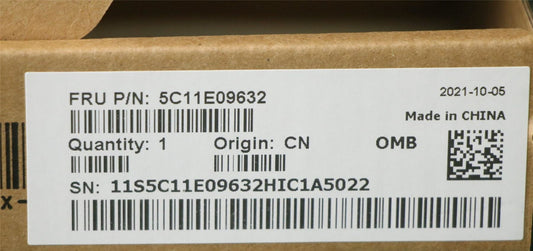 FRU P/N: 5C11E09632
2021-10-05
Made in CHINA
Quantity: 1 Origin: CN OMB
SN: 11S5C11E09632HIC1A5022
X-